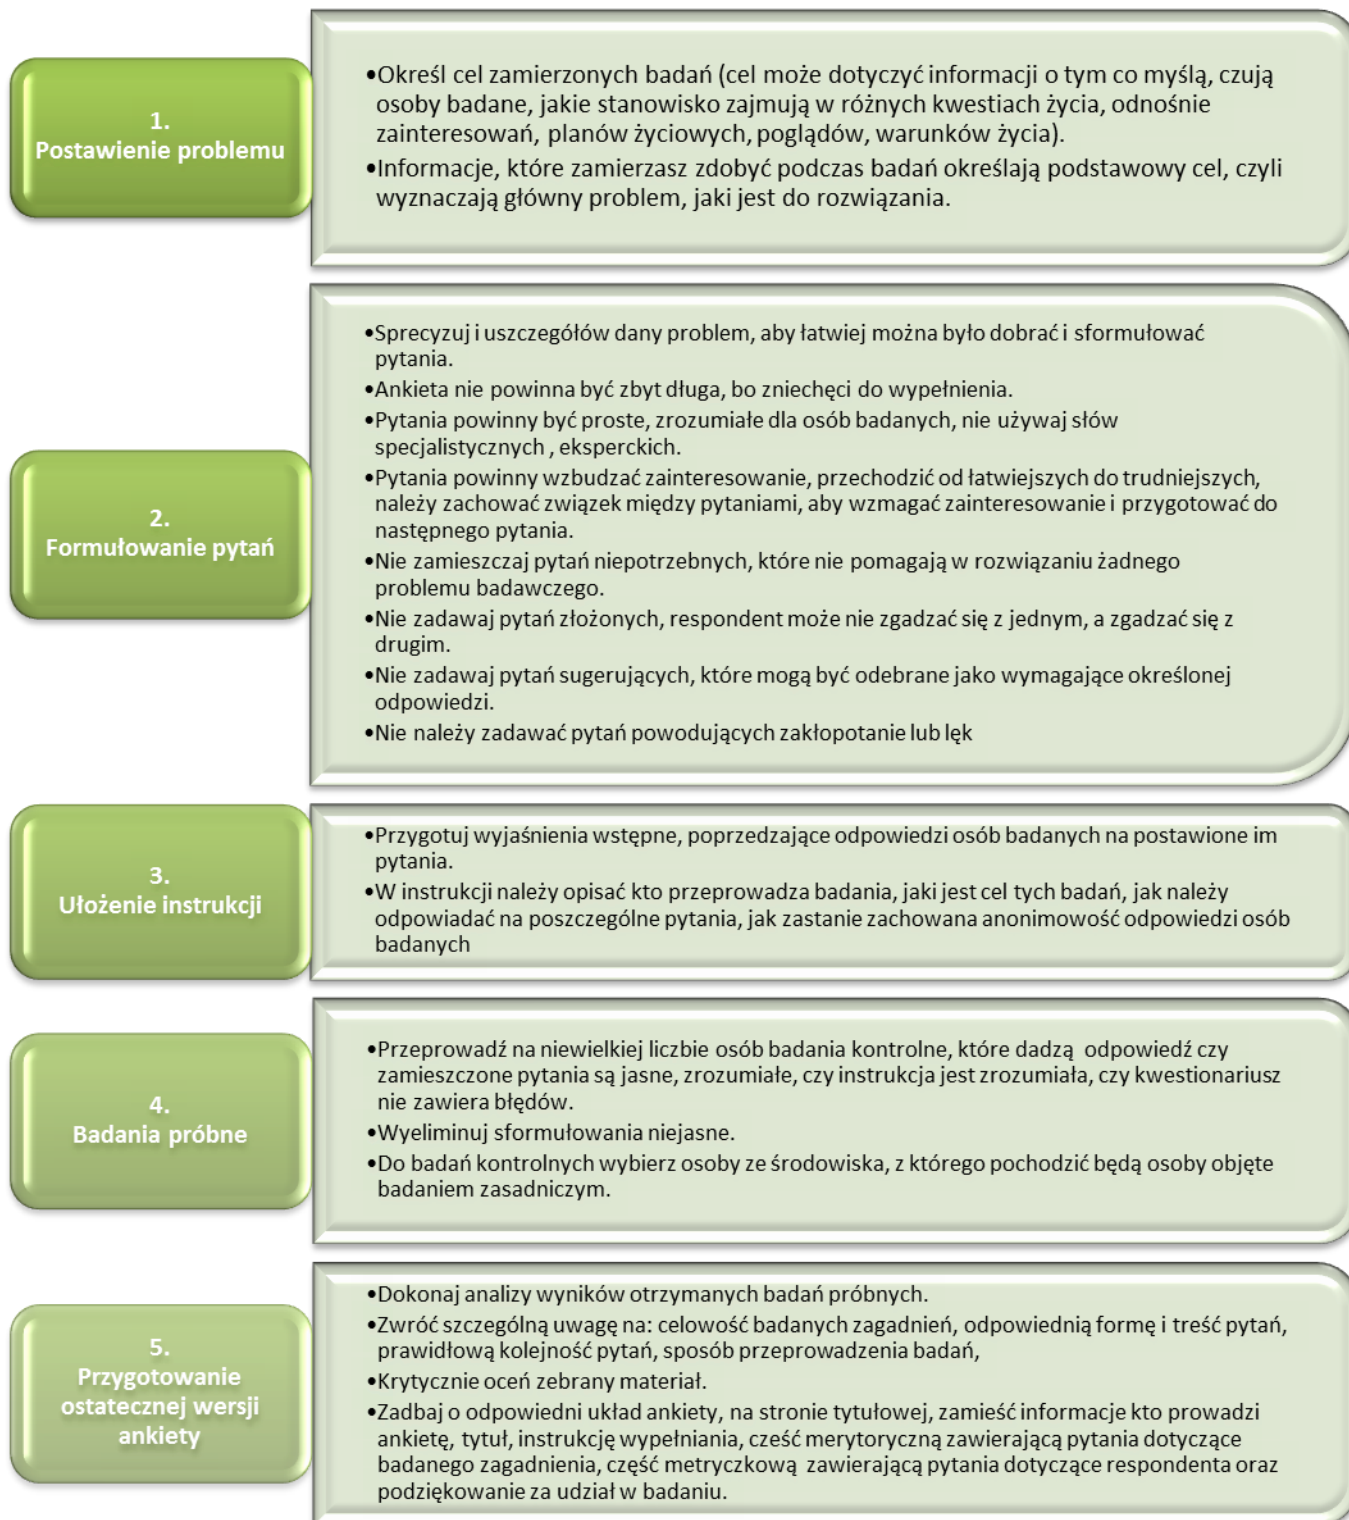 1.
Postawienie problemu
•Określ cel zamierzonych badań (cel może dotyczyć informacji o tym co myślą, czują
osoby badane, jakie stanowisko zajmują w różnych kwestiach życia, odnośnie
zainteresowań, planów życiowych, poglądów, warunków życia).
•Informacje, które zamierzasz zdobyć podczas badań określają podstawowy cel, czyli
wyznaczają główny problem, jaki jest do rozwiązania.
2.
Formułowanie pytań
•Sprecyzuj i uszczegółów dany problem, aby łatwiej można było dobrać i sformułować
pytania.
•Ankieta nie powinna być zbyt długa, bo zniechęci do wypełnienia.
•Pytania powinny być proste, zrozumiałe dla osób badanych, nie używaj słów
specjalistycznych , eksperckich.
•Pytania powinny wzbudzać zainteresowanie, przechodzić od łatwiejszych do trudniejszych,
należy zachować związek między pytaniami, aby wzmagać zainteresowanie i przygotować do
następnego pytania.
•Nie zamieszczaj pytań niepotrzebnych, które nie pomagają w rozwiązaniu żadnego
problemu badawczego.
•Nie zadawaj pytań złożonych, respondent może nie zgadzać się z jednym, a zgadzać się z
drugim.
•Nie zadawaj pytań sugerujących, które mogą być odebrane jako wymagające określonej
odpowiedzi.
•Nie należy zadawać pytań powodujących zakłopotanie lub lęk
3.
Ułożenie instrukcji
•Przygotuj wyjaśnienia wstępne, poprzedzające odpowiedzi osób badanych na postawione im
pytania.
•W instrukcji należy opisać kto przeprowadza badania, jaki jest cel tych badań, jak należy
odpowiadać na poszczególne pytania, jak zastanie zachowana anonimowość odpowiedzi osób
badanych
4.
Badania próbne
•Przeprowadź na niewielkiej liczbie osób badania kontrolne, które dadzą odpowiedź czy
zamieszczone pytania są jasne, zrozumiałe, czy instrukcja jest zrozumiała, czy kwestionariusz
nie zawiera błędów.
•Wyeliminuj sformułowania niejasne.
•Do badań kontrolnych wybierz osoby ze środowiska, z którego pochodzić będą osoby objęte
badaniem zasadniczym.
5.
Przygotowanie
ostatecznej wersji
ankiety
•Dokonaj analizy wyników otrzymanych badań próbnych.
•Zwróć szczególną uwagę na: celowość badanych zagadnień, odpowiednią formę i treść pytań,
prawidłową kolejność pytań, sposób przeprowadzenia badań,
•Krytycznie oceń zebrany materiał.
•Zadbaj o odpowiedni układ ankiety, na stronie tytułowej, zamieść informacje kto prowadzi
ankietę, tytuł, instrukcję wypełniania, cześć merytoryczną zawierającą pytania dotyczące
badanego zagadnienia, część metryczkową zawierającą pytania dotyczące respondenta oraz
podziękowanie za udział w badaniu.